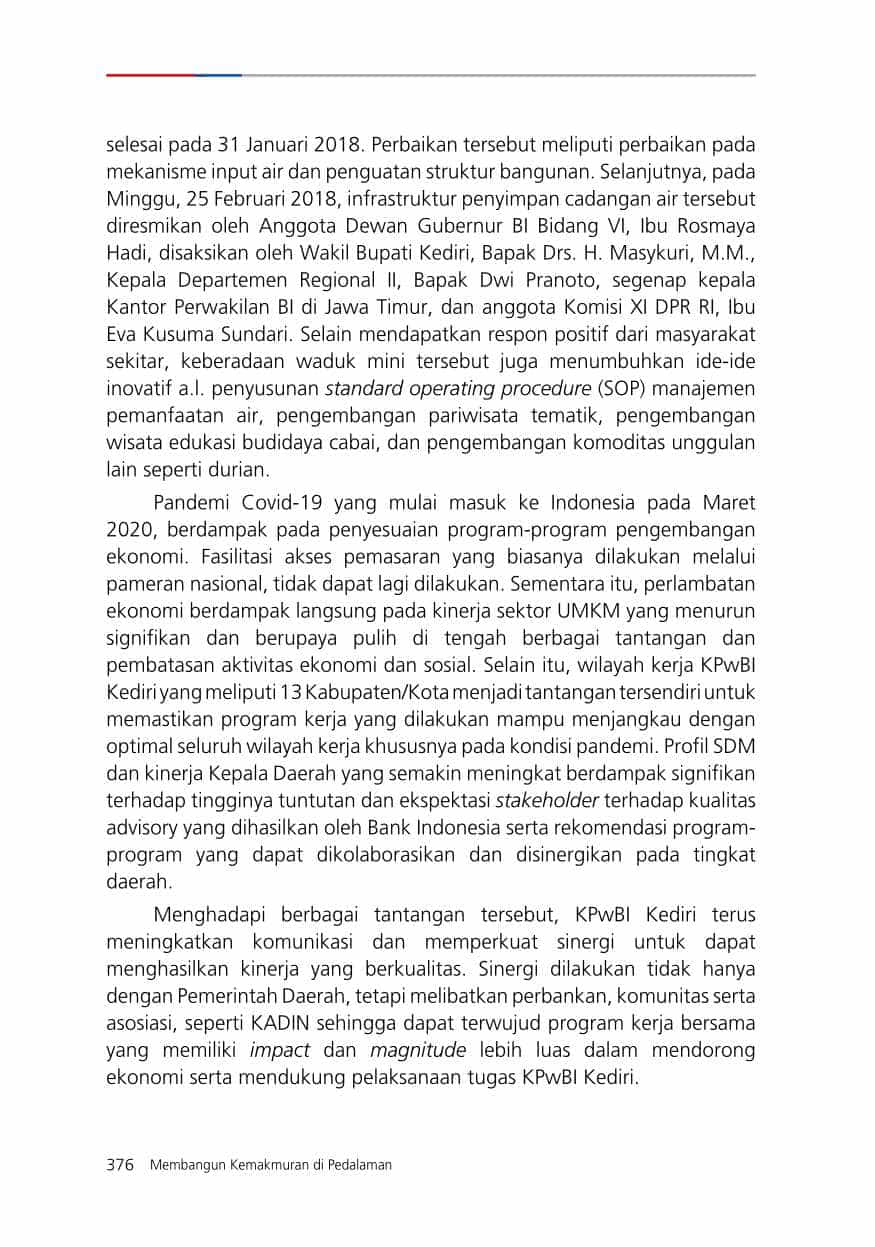 selesai pada 31 Januari 2018. Perbaikan tersebut meliputi perbaikan pada
mekanisme input air dan penguatan struktur bangunan. Selanjutnya, pada
Minggu, 25 Februari 2018, infrastruktur penyimpan cadangan air tersebut
diresmikan oleh Anggota Dewan Gubernur BI Bidang VI, Ibu Rosmaya
Hadi, disaksikan oleh Wakil Bupati Kediri, Bapak Drs. H. Masykuri, M.M.,
Kepala Departemen Regional II, Bapak Dwi Pranoto, segenap kepala
Kantor Perwakilan BI di Jawa Timur, dan anggota Komisi XI DPR RI, Ibu
Eva Kusuma Sundari. Selain mendapatkan respon positif dari masyarakat
sekitar, keberadaan waduk mini tersebut juga menumbuhkan ide-ide
inovatif a.l. penyusunan standard operating procedure (SOP) manajemen
pemanfaatan air, pengembangan pariwisata tematik, pengembangan
wisata edukasi budidaya cabai, dan pengembangan komoditas unggulan
lain seperti durian.
Pandemi Covid-19 yang mulai masuk ke Indonesia pada Maret
2020, berdampak pada penyesuaian program-program pengembangan
ekonomi. Fasilitasi akses pemasaran yang biasanya dilakukan melalui
pameran nasional, tidak dapat lagi dilakukan. Sementara itu, perlambatan
ekonomi berdampak langsung pada kinerja sektor UMKM yang menurun
signifikan dan berupaya pulih di tengah berbagai tantangan dan
pembatasan aktivitas ekonomi dan sosial. Selain itu, wilayah kerja KPwBI
Kediri yang meliputi 13 Kabupaten/Kota menjadi tantangan tersendiri untuk
memastikan program kerja yang dilakukan mampu menjangkau dengan
optimal seluruh wilayah kerja khususnya pada kondisi pandemi. Profil SDM
dan kinerja Kepala Daerah yang semakin meningkat berdampak signifikan
terhadap tingginya tuntutan dan ekspektasi stakeholder terhadap kualitas
advisory yang dihasilkan oleh Bank Indonesia serta rekomendasi program-
program yang dapat dikolaborasikan dan disinergikan pada tingkat
daerah.
Menghadapi berbagai tantangan tersebut, KPwBI Kediri terus
meningkatkan komunikasi dan memperkuat sinergi untuk dapat
menghasilkan kinerja yang berkualitas. Sinergi dilakukan tidak hanya
dengan Pemerintah Daerah, tetapi melibatkan perbankan, komunitas serta
asosiasi, seperti KADIN sehingga dapat terwujud program kerja bersama
yang memiliki impact dan magnitude lebih luas dalam mendorong
ekonomi serta mendukung pelaksanaan tugas KPwBI Kediri.
376 Membangun Kemakmuran di Pedalaman